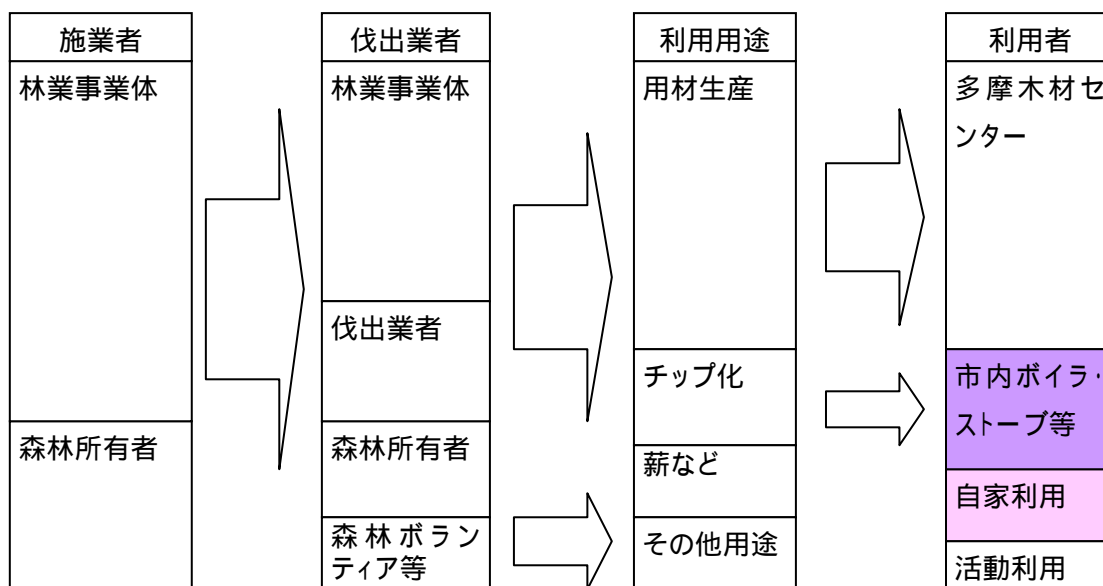 施業者
林業事業体
森林所有者
伐出業者
林業事業体
伐出業者
森林所有者
森林ボラン
ティア等
利用用途
用材生産
チップ化
薪など
その他用途
利用者
多摩木材セ
ンター
市内ボイラ・
ストーブ等
自家利用
活動利用